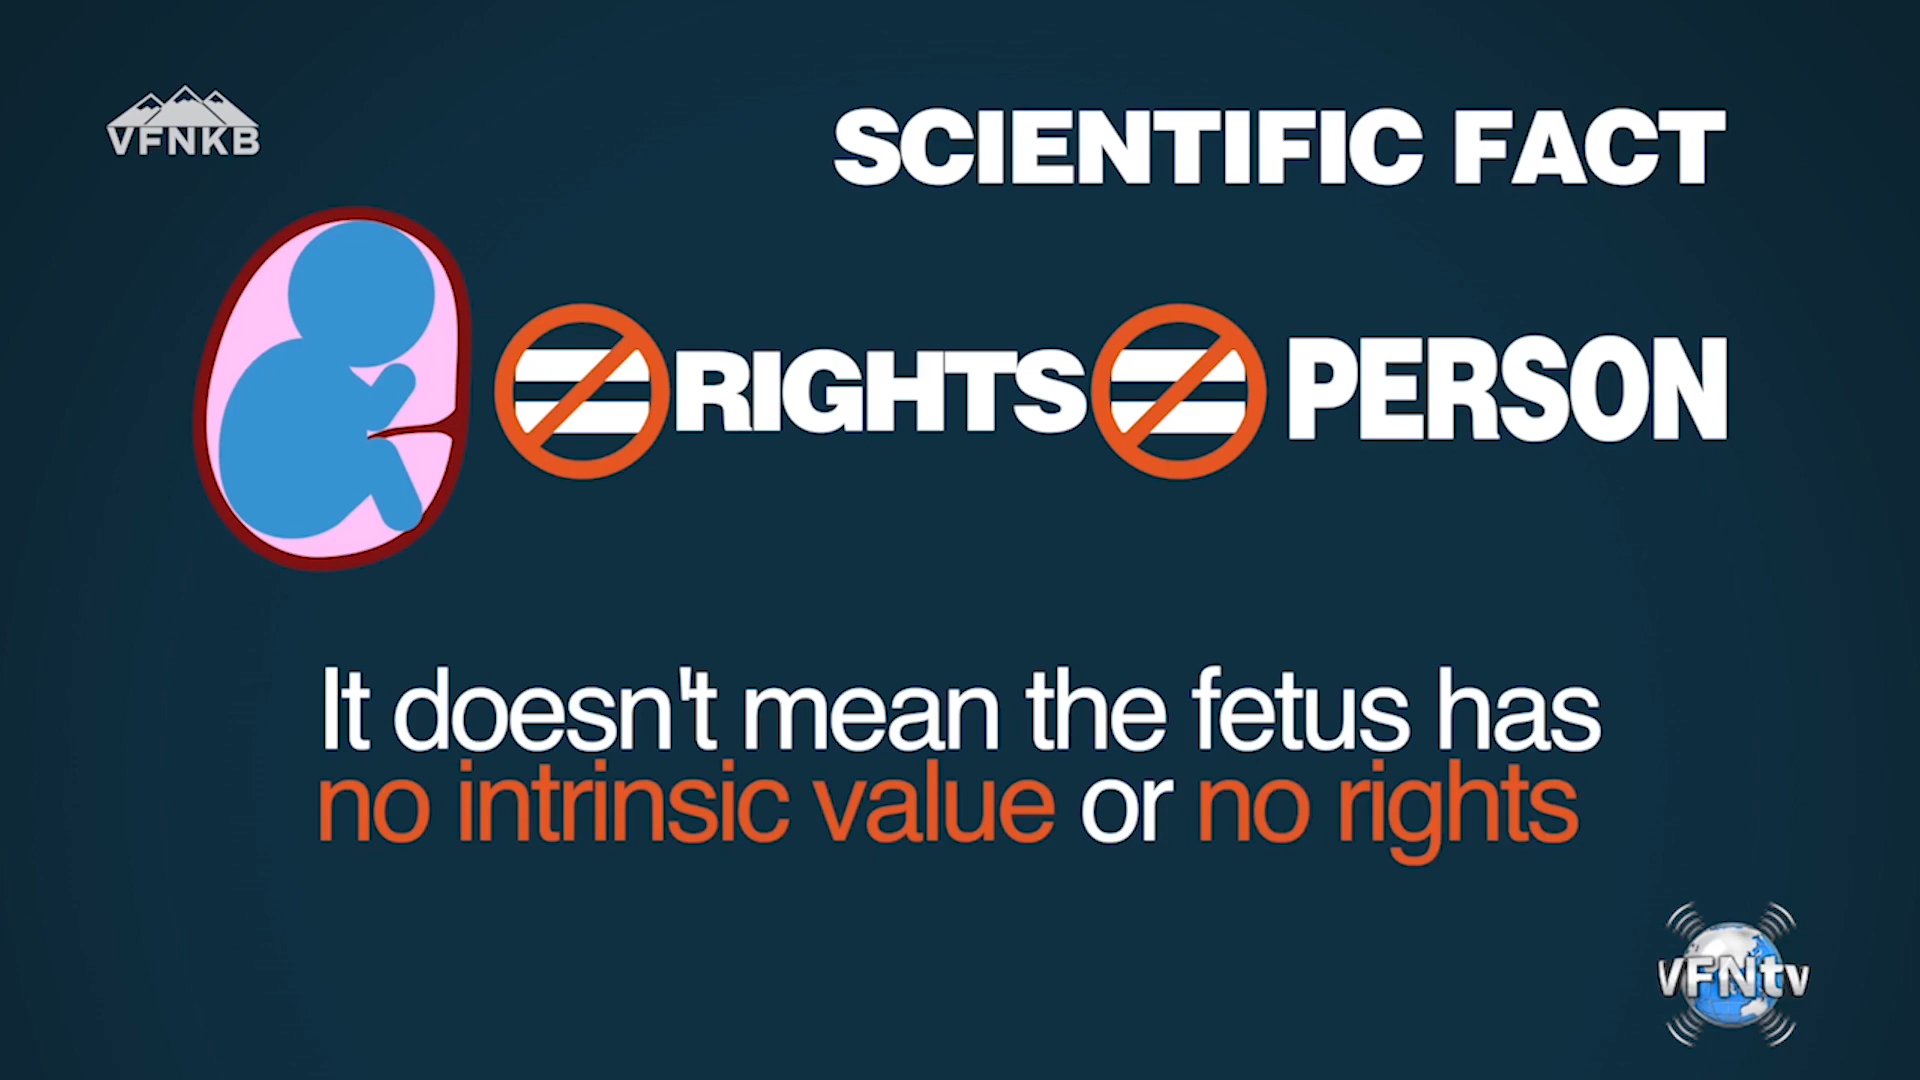 VFNKB
SCIENTIFIC FACT
RIGHTS
PERSON
It doesn't mean the fetus has
no intrinsic value or no rights
VFNtv